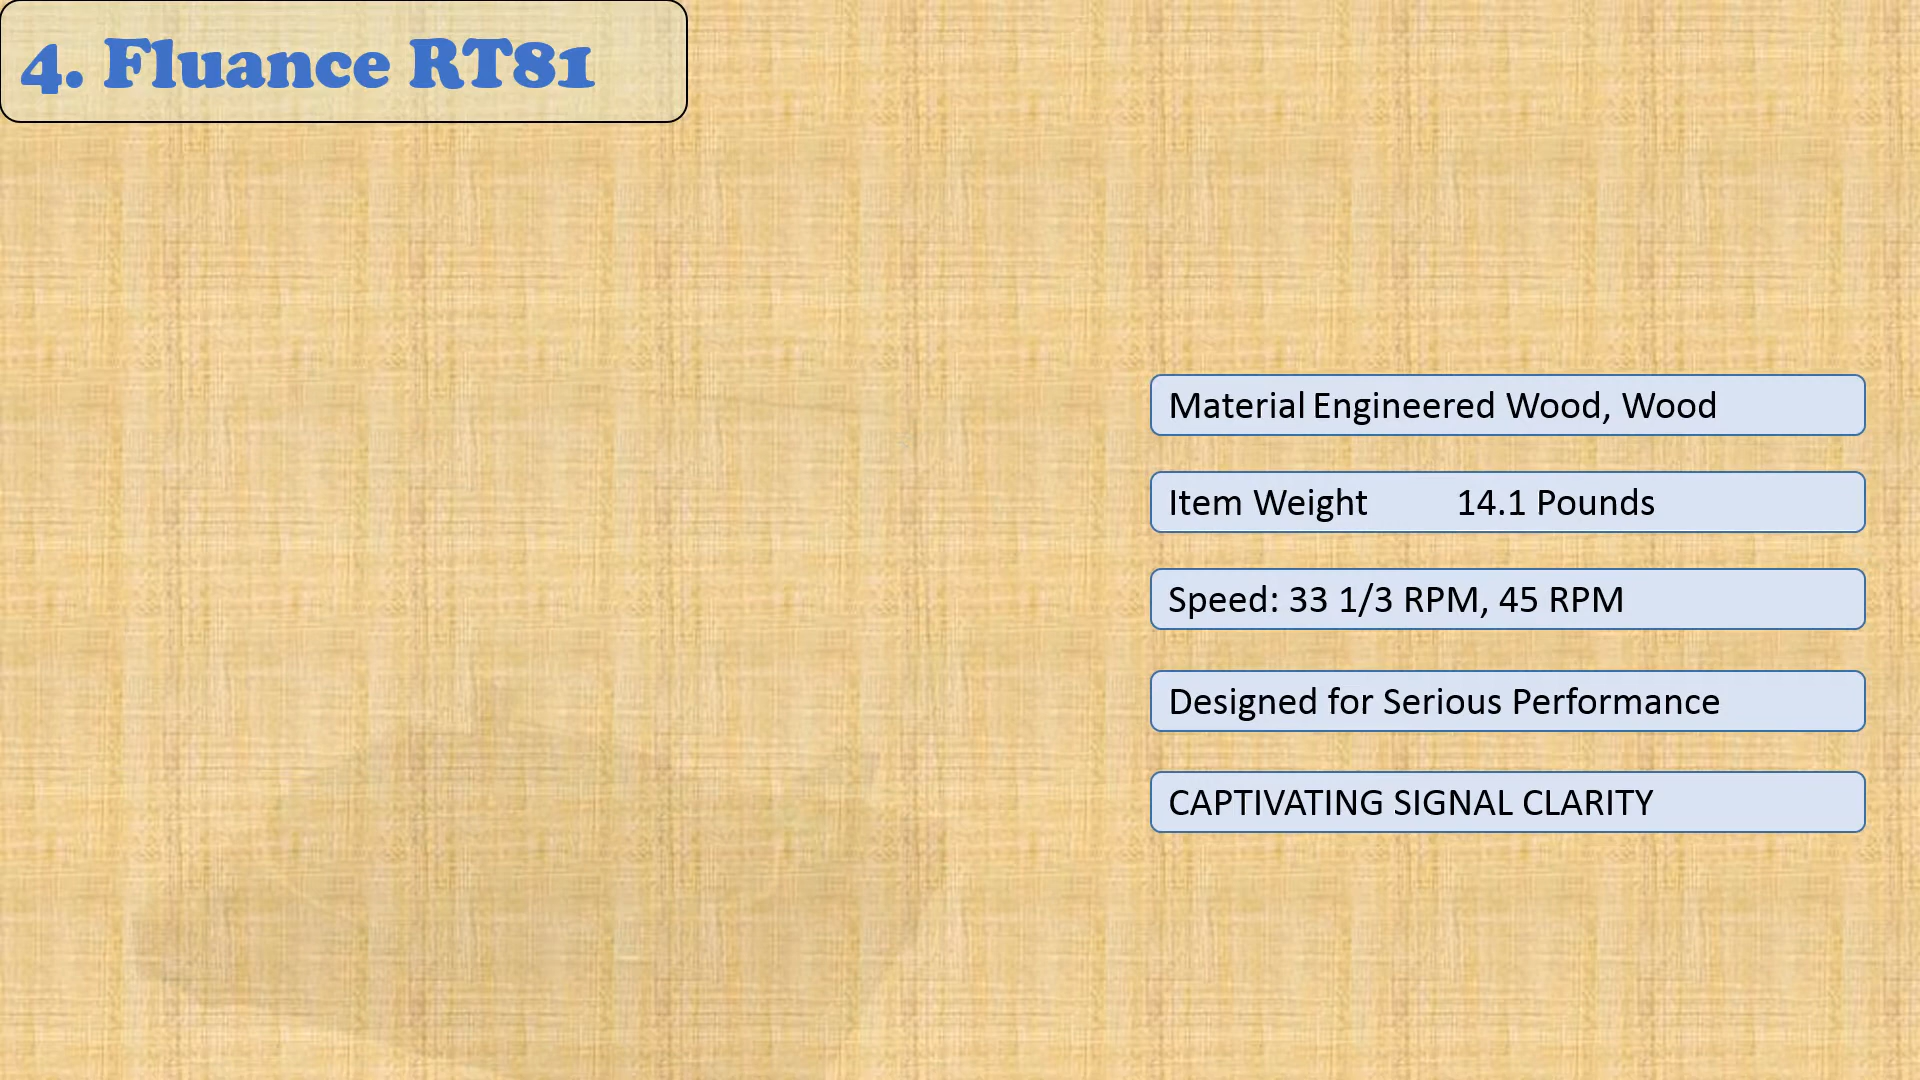 4. Fluance RT81
Material Engineered Wood, Wood
Item Weight 14.1 Pounds
Speed: 33 1/3 RPM, 45 RPM
Designed for Serious Performance
CAPTIVATING SIGNAL CLARITY